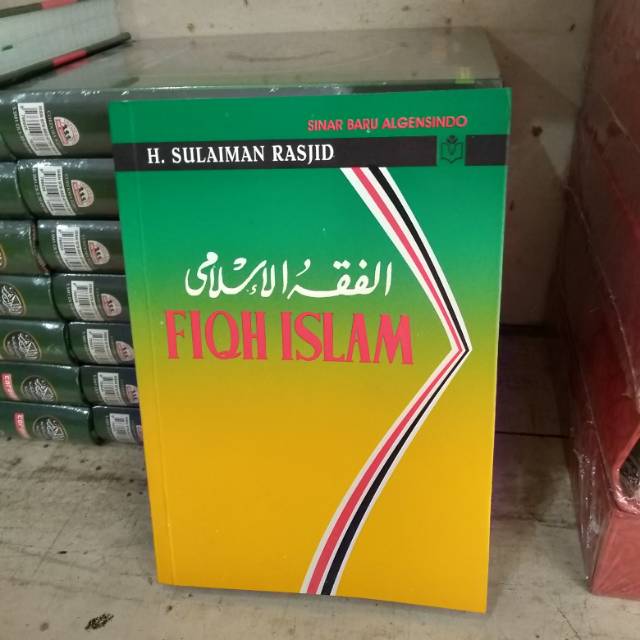 SINAR BARU ALGENSINDO
H. SULAIMAN RASJID
الفقه الإسلامي
FIQH ISLAM